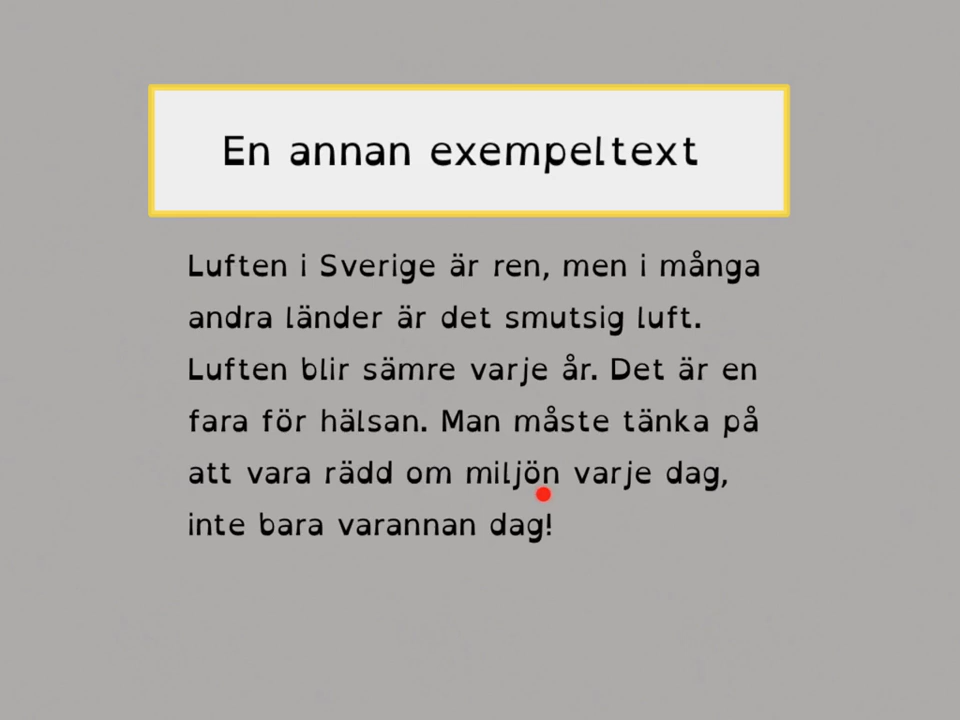 En annan exempeltext
Luften i Sverige är ren, men i många
andra länder är det smutsig luft.
Luften blir sämre varje år. Det är en
fara för hälsan. Man måste tänka på
att vara rädd om miljön varje dag,
inte bara varannan dag!